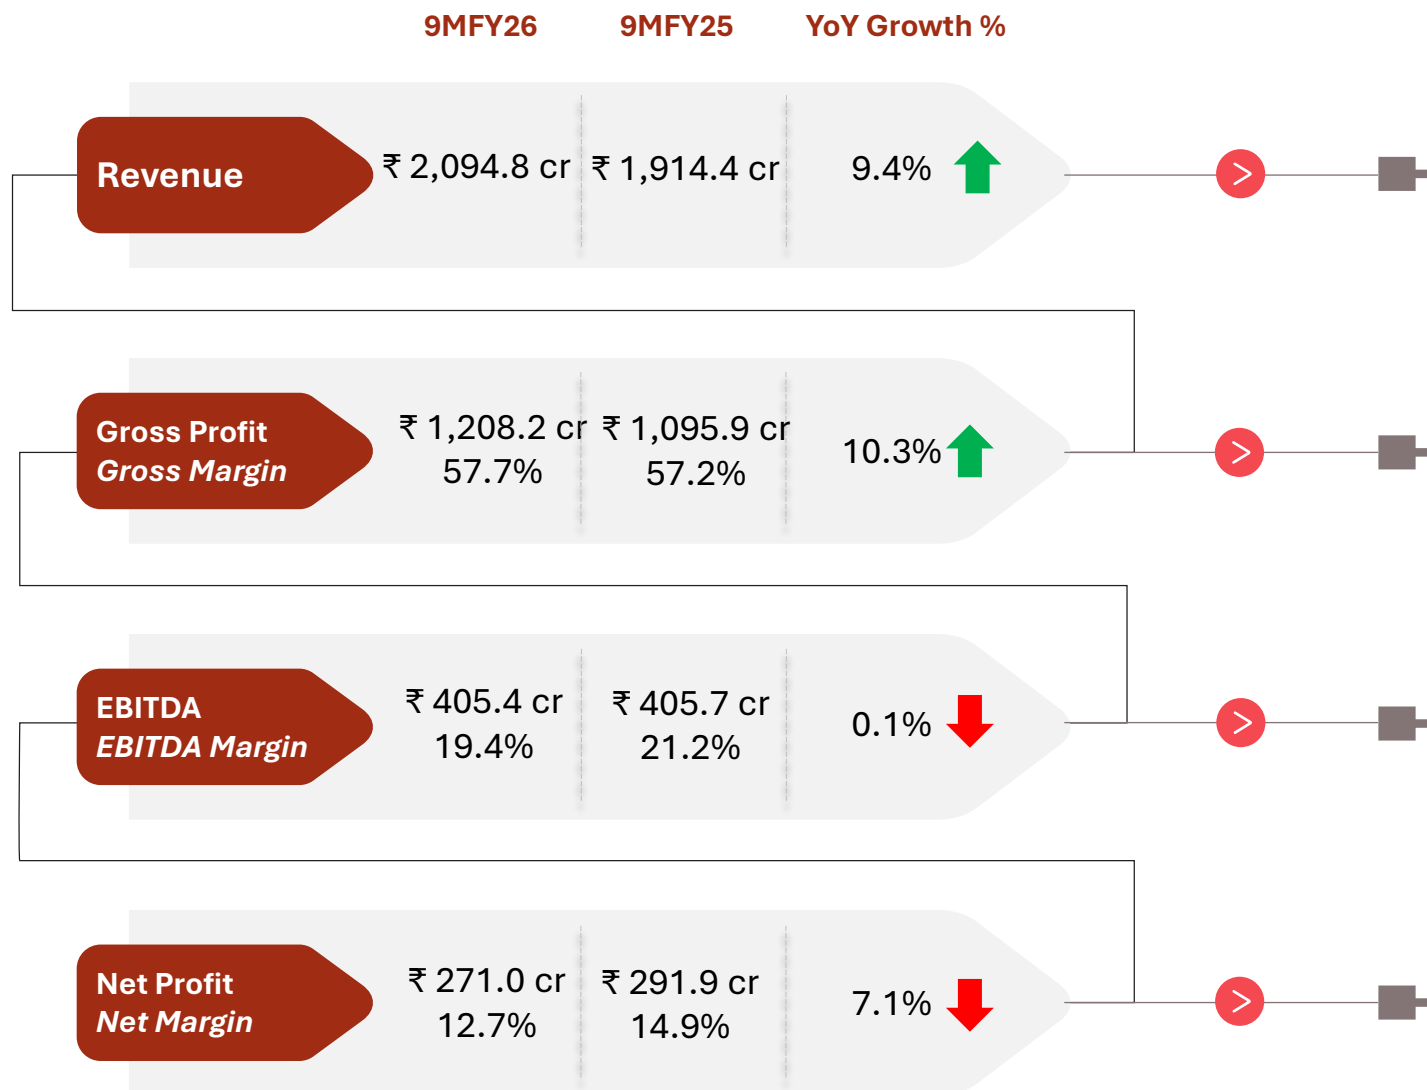 9MFY26 9MFY25 YoY Growth %
Revenue ₹ 2,094.8 cr ₹ 1,914.4 cr 9.4%
Gross Profit ₹ 1,208.2 cr ₹ 1,095.9 cr 10.3%
Gross Margin 57.7% 57.2%
EBITDA ₹ 405.4 cr ₹ 405.7 cr 0.1%
EBITDA Margin 19.4% 21.2%
Net Profit ₹ 271.0 cr ₹ 291.9 cr 7.1%
Net Margin 12.7% 14.9%